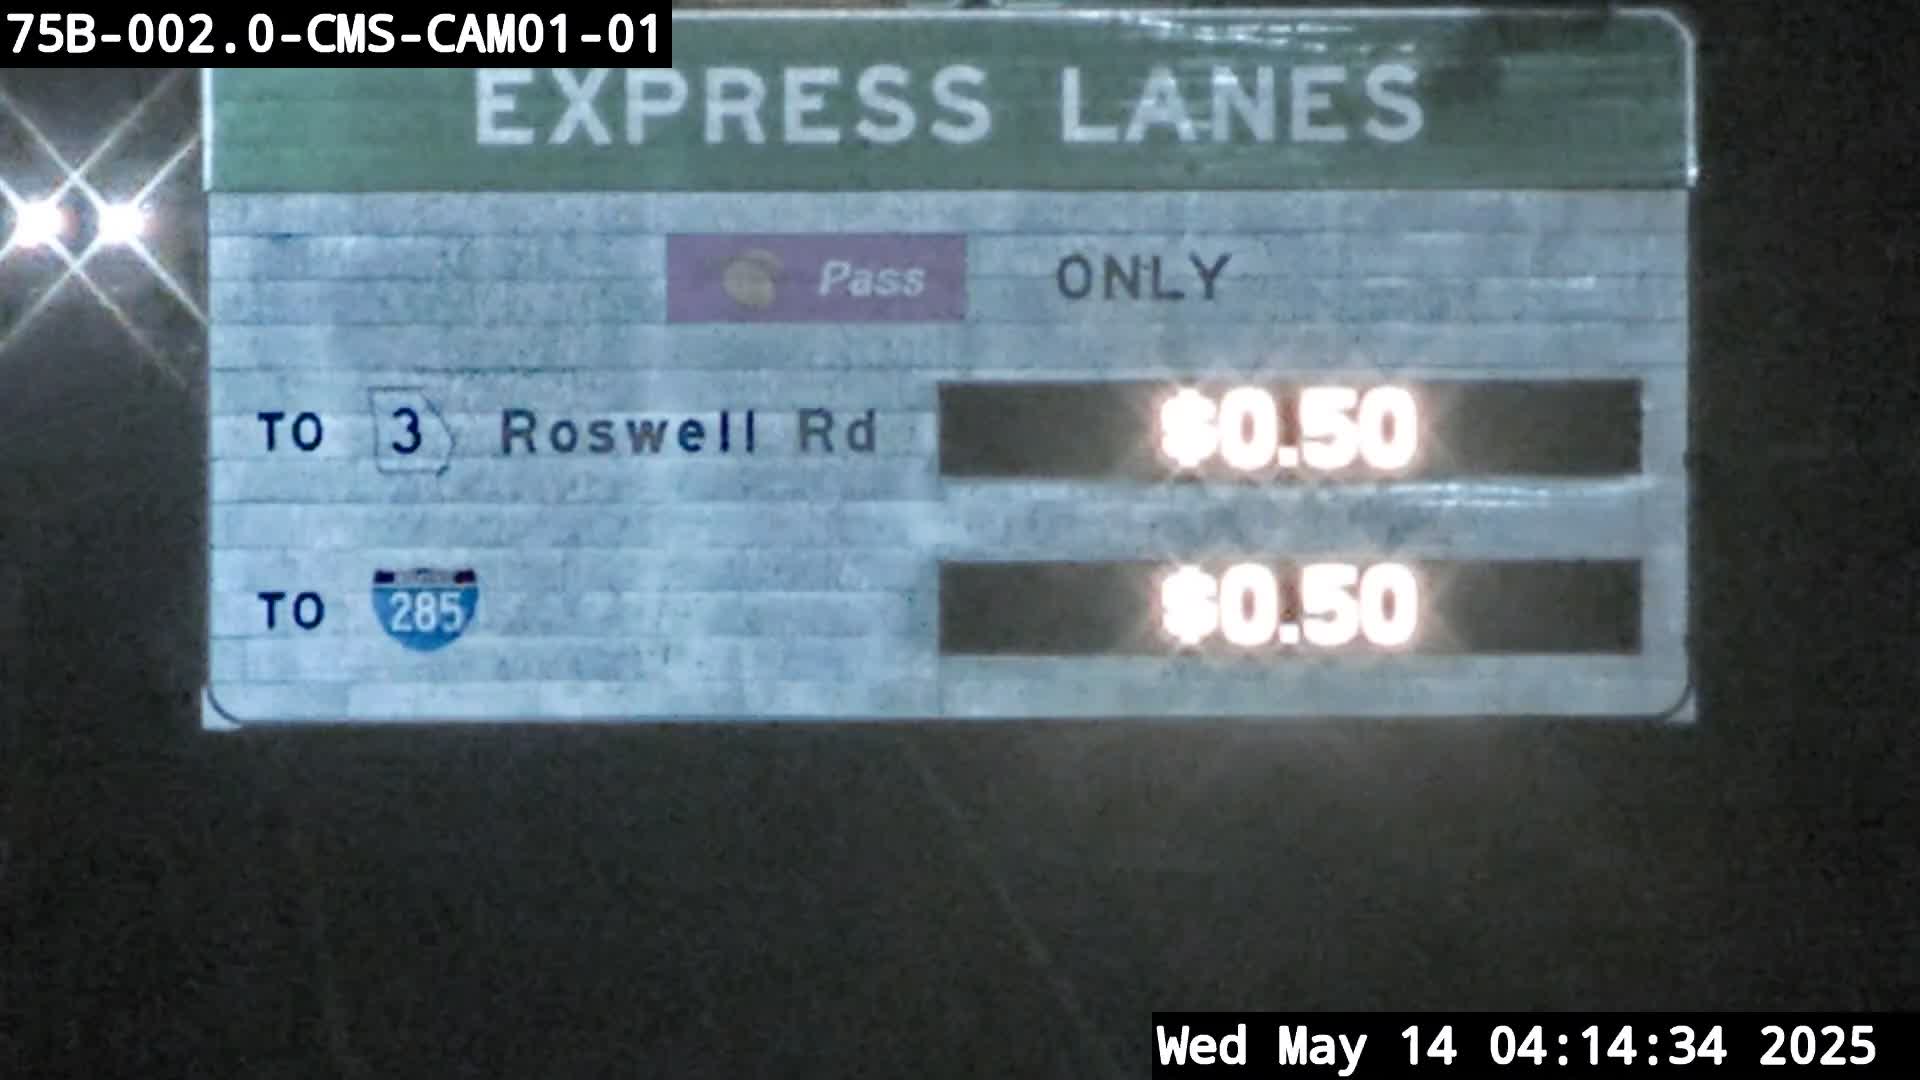 75B-002.0-CMS-CAM01-01
EXPRESS LANES
Pass ONLY
TO 3 Roswell Rd $0.50
TO 285 $0.50
Wed May 14 04:14:34 2025